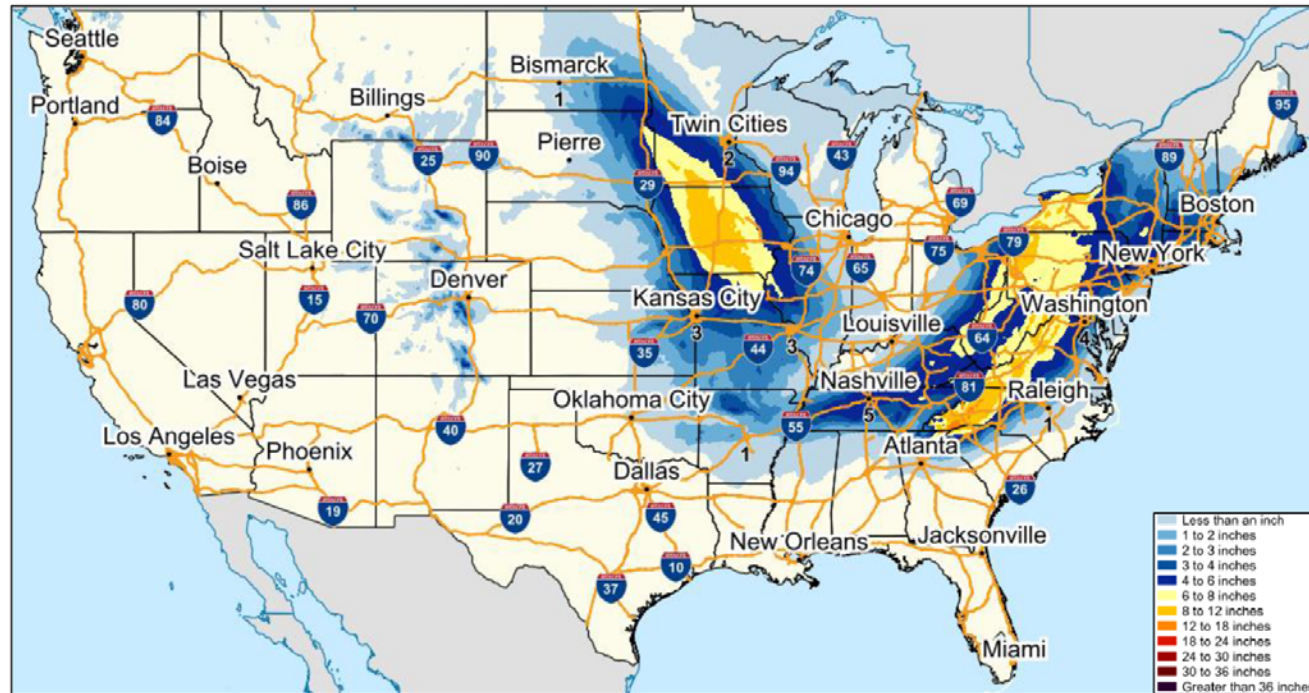 Seattle
Portland
84
Boise
86
Billings
25
90
Bismarck
1
Pierre
29
Twin Cities
2
94
43
69
89
95
Boston
Salt Lake City
80
15
70
Denver
Chicago
74
65
75
79
New York
Kansas City
3
35
44
3
Louisville
64
Washington
4
Las Vegas
Los Angeles
Phoenix
19
40
27
20
Oklahoma City
Dallas
45
37
10
1
55
Nashville
5
81
Raleigh
1
Atlanta
26
New Orleans
Jacksonville
Miami
Less than an inch
1 to 2 inches
2 to 3 inches
3 to 4 inches
4 to 6 inches
6 to 8 inches
8 to 12 inches
12 to 18 inches
18 to 24 inches
24 to 30 inches
30 to 36 inches
Greater than 36 inches